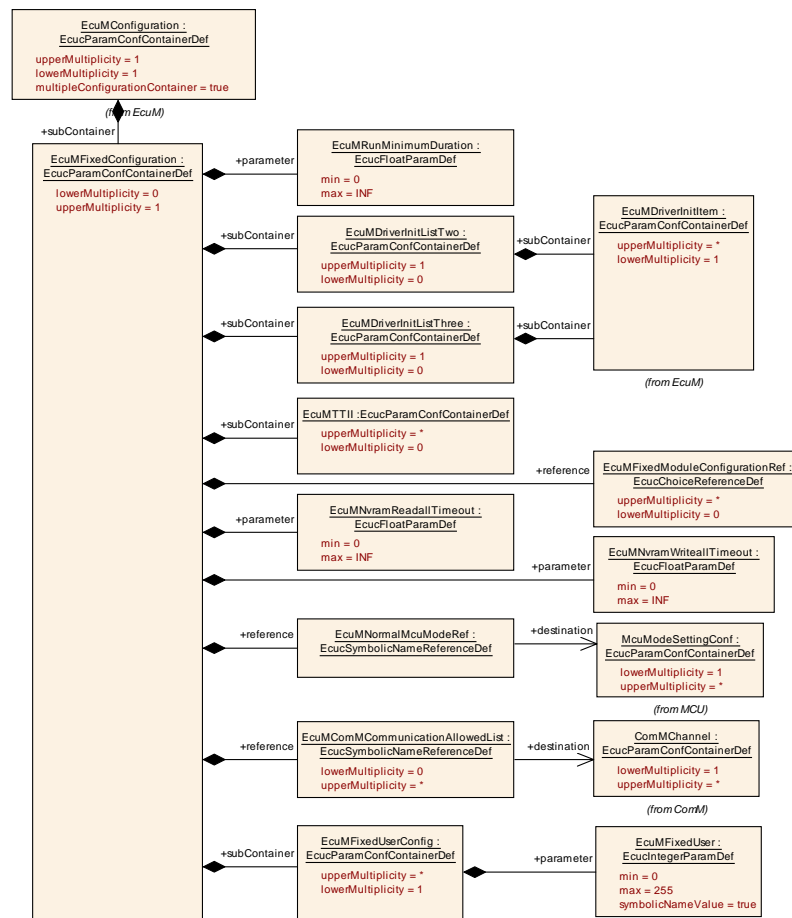 EcuMConfiguration :
EcucParamConfContainerDef
upperMultiplicity = 1
lowerMultiplicity = 1
multipleConfigurationContainer = true
(from EcuM)
+subContainer
EcuMFixedConfiguration :
EcucParamConfContainerDef
lowerMultiplicity = 0
upperMultiplicity = 1
+parameter
EcuMRunMinimumDuration :
EcucFloatParamDef
min = 0
max = INF
+subContainer
EcuMDriverInitListTwo :
EcucParamConfContainerDef
upperMultiplicity = 1
lowerMultiplicity = 0
+subContainer
EcuMDriverInitItem :
EcucParamConfContainerDef
upperMultiplicity = *
lowerMultiplicity = 1
(from EcuM)
+subContainer
EcuMDriverInitListThree :
EcucParamConfContainerDef
upperMultiplicity = 1
lowerMultiplicity = 0
+subContainer
+subContainer
EcuMTTII :EcucParamConfContainerDef
upperMultiplicity = *
lowerMultiplicity = 0
+reference
EcuMFixedModuleConfigurationRef :
EcucChoiceReferenceDef
upperMultiplicity = *
lowerMultiplicity = 0
+parameter
EcuMNvramReadallTimeout :
EcucFloatParamDef
min = 0
max = INF
+parameter
EcuMNvramWriteallTimeout :
EcucFloatParamDef
min = 0
max = INF
+reference
EcuMNormalMcuModeRef :
EcucSymbolicNameReferenceDef
+destination
McuModeSettingConf :
EcucParamConfContainerDef
lowerMultiplicity = 1
upperMultiplicity = *
(from MCU)
+reference
EcuMComMCommunicationAllowedList :
EcucSymbolicNameReferenceDef
lowerMultiplicity = 0
upperMultiplicity = *
+destination
ComMChannel :
EcucParamConfContainerDef
lowerMultiplicity = 1
upperMultiplicity = *
(from ComM)
+subContainer
EcuMFixedUserConfig :
EcucParamConfContainerDef
upperMultiplicity = *
lowerMultiplicity = 1
+parameter
EcuMFixedUser :
EcucIntegerParamDef
min = 0
max = 255
symbolicNameValue = true